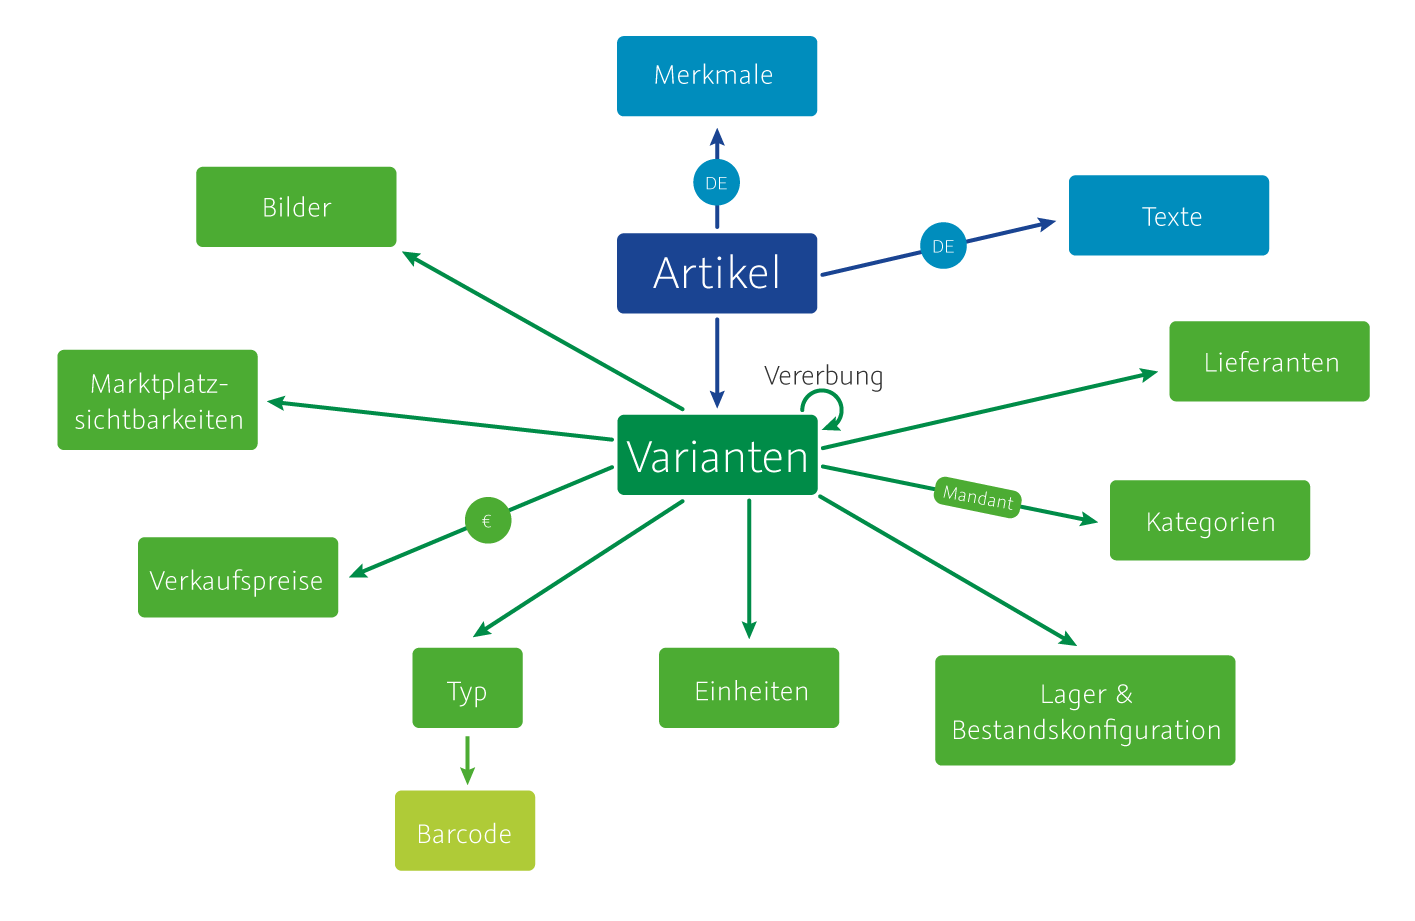 Merkmale
DE
Bilder
Texte
DE
Artikel
Lieferanten
Marktplatz-
sichtbarkeiten
Vererbung
Varianten
Mandant
Kategorien
€
Verkaufspreise
Typ
Einheiten
Lager &
Bestandskonfiguration
Barcode